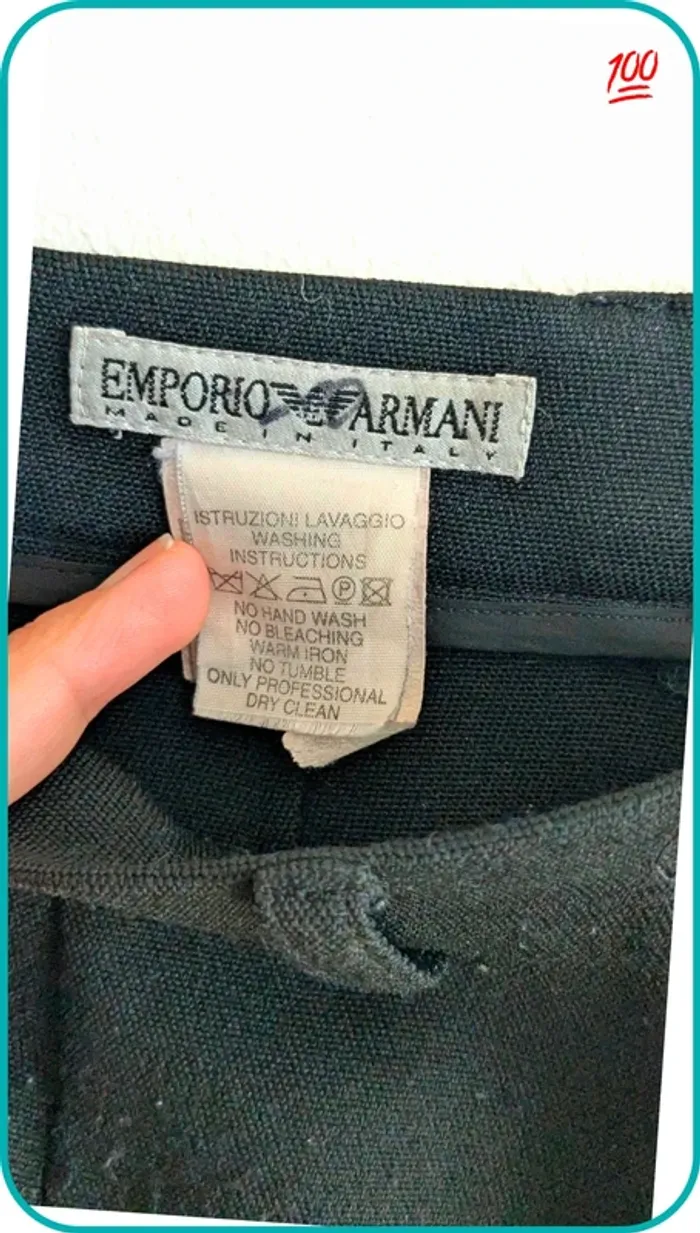 100
EMPORIO ARMANI
MADE IN ITALY
ISTRUZIONI LAVAGGIO
WASHING
INSTRUCTIONS
P
NO HAND WASH
NO BLEACHING
WARM IRON
NO TUMBLE
ONLY PROFESSIONAL
DRY CLEAN